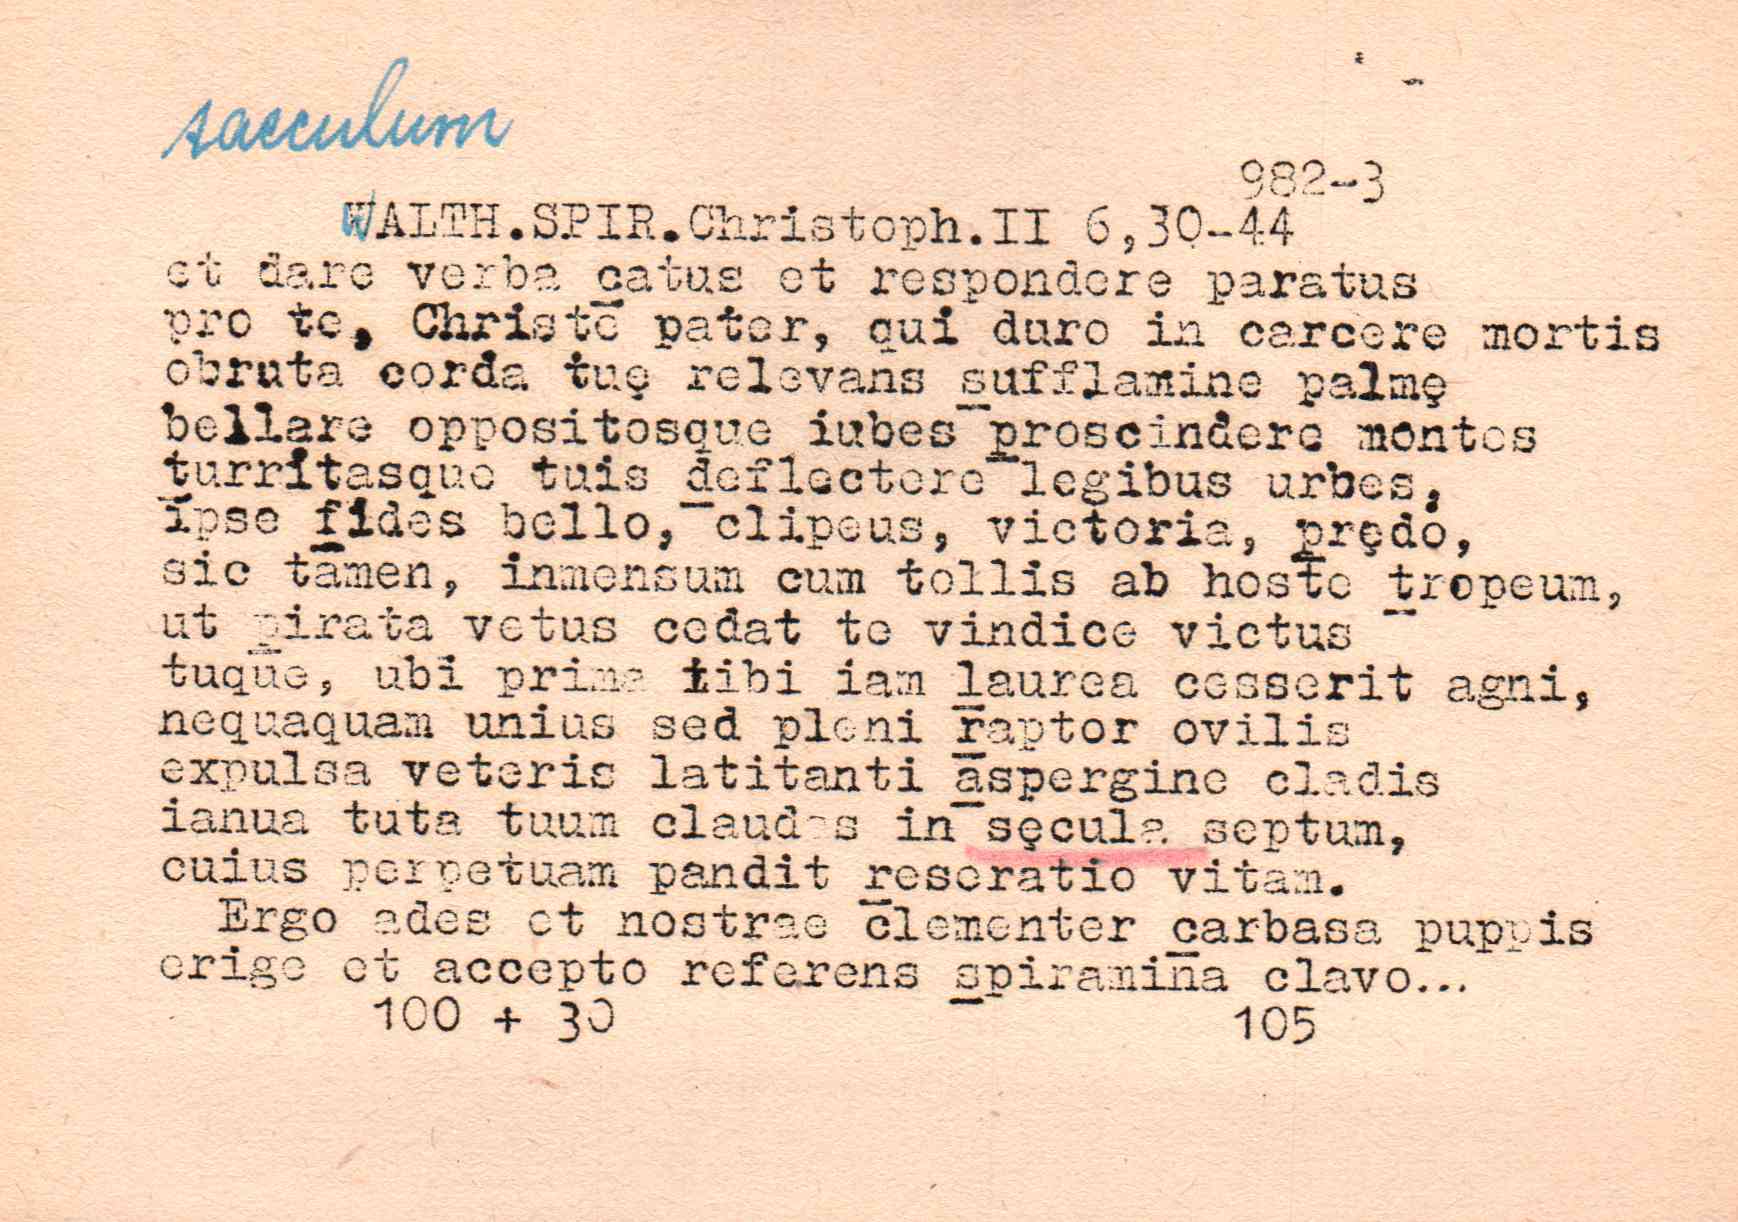 saeculum
982-3
WALTH.SPIR.Christoph.II 6,30-44
et dare verba catus et respondere paratus
pro te, Christe pater, qui duro in carcere mortis
obruta corda tuę relevans sufflamine palmę
bellare oppositosque iubes proscindere montes
turritasque tuis deflectere legibus urbes,
ipse fides bello, clipeus, victoria, prędo,
sic tamen, inmensum cum tollis ab hoste tropeum,
ut pirata vetus cedat te vindice victus
tuque, ubi prima tibi iam laurea cesserit agni,
nequaquam unius sed pleni raptor ovilis
expulsa veteris latitanti aspergine cladis
ianua tuta tuum claudas in sęcula septum,
cuius perpetuam pandit reseratio vitam.
Ergo ades et nostrae clementer carbasa puppis
erige et accepto referens spiramina clavo...
100 + 30 105